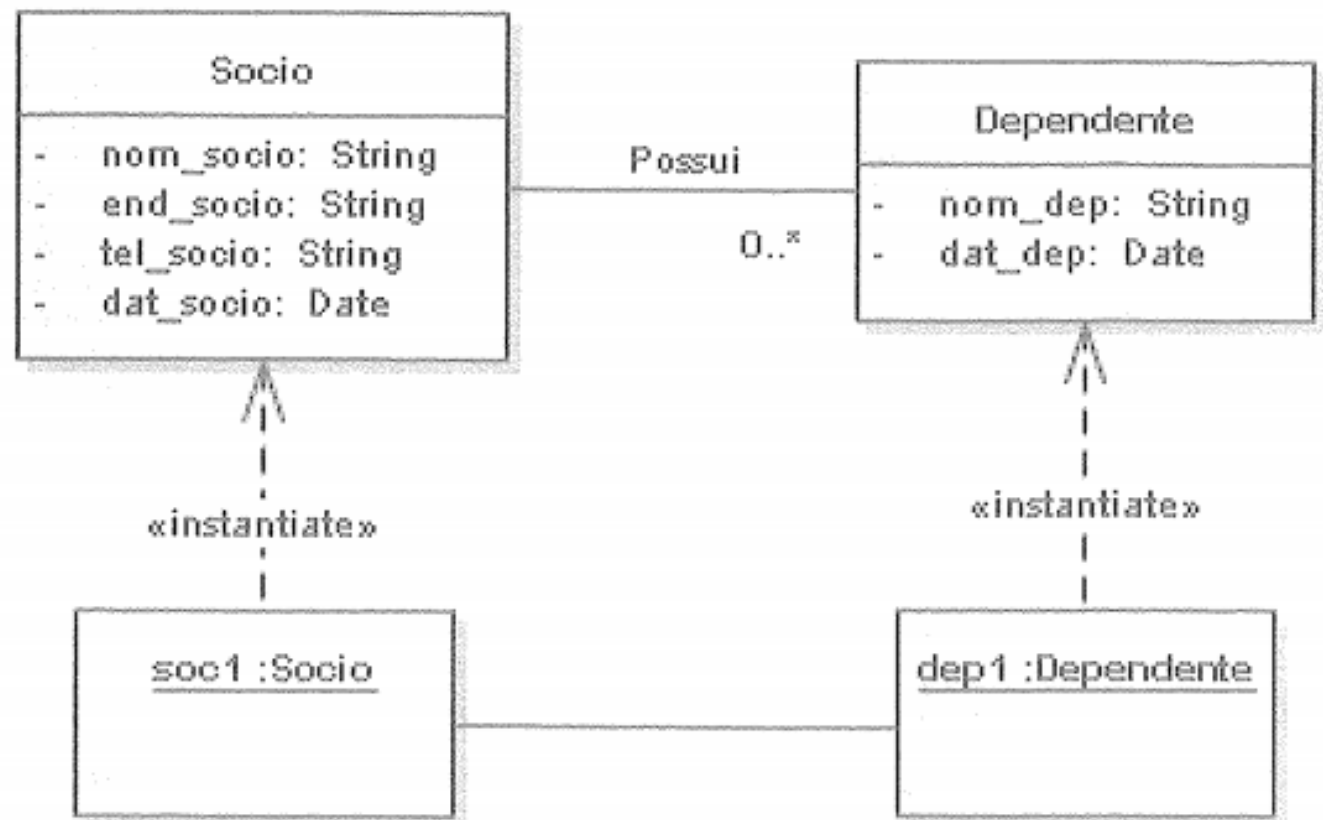 Socio
- nom_socio: String
- end_socio: String
- tel_socio: String
- dat_socio: Date
Possui
0..*
Dependente
- nom_dep: String
- dat_dep: Date
«instantiate»
«instantiate»
soc1 :Socio
dep1 :Dependente